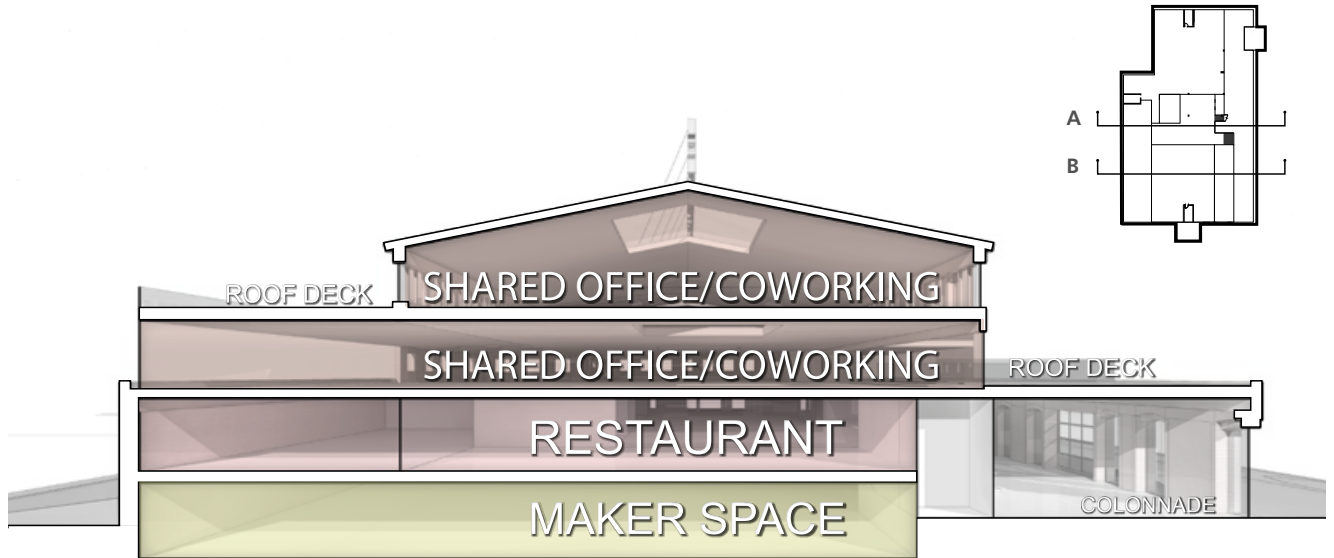 A
B
ROOF DECK
SHARED OFFICE/COWORKING
SHARED OFFICE/COWORKING
ROOF DECK
RESTAURANT
COLONNADE
MAKER SPACE